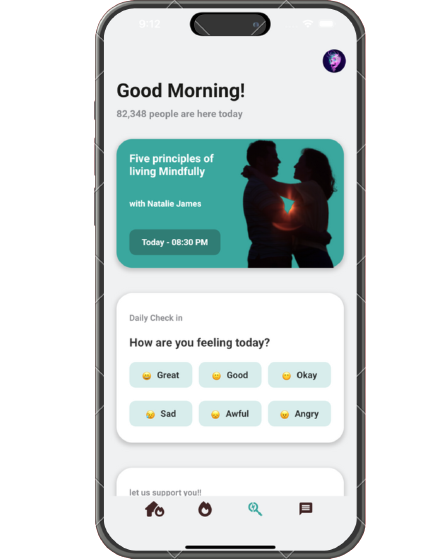 9:12
Good Morning!
82,348 people are here today
Five principles of
living Mindfully
with Natalie James
Today - 08:30 PM
Daily Check in
How are you feeling today?
Great
Good
Okay
Sad
Awful
Angry
let us support you!!